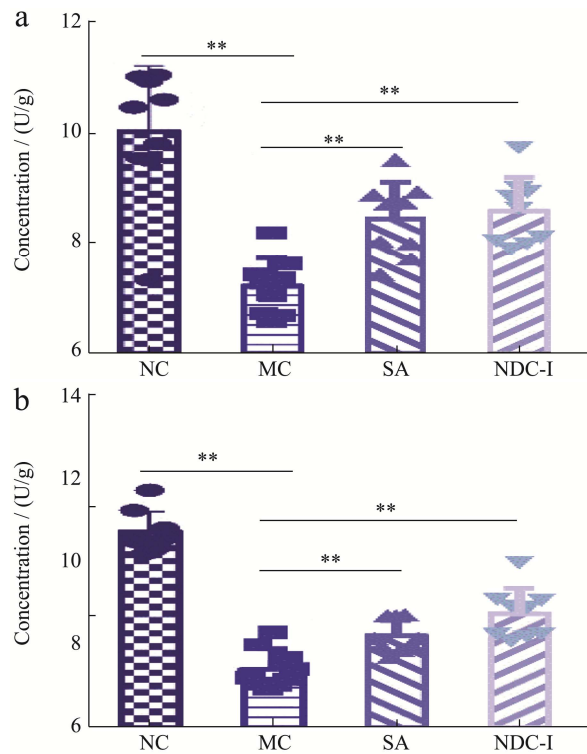 a
12
**
**
10
**
Concentration / (U/g)
8
6
NC MC SA NDC-I
b
14
12
**
**
10
**
Concentration / (U/g)
8
6
NC MC SA NDC-I